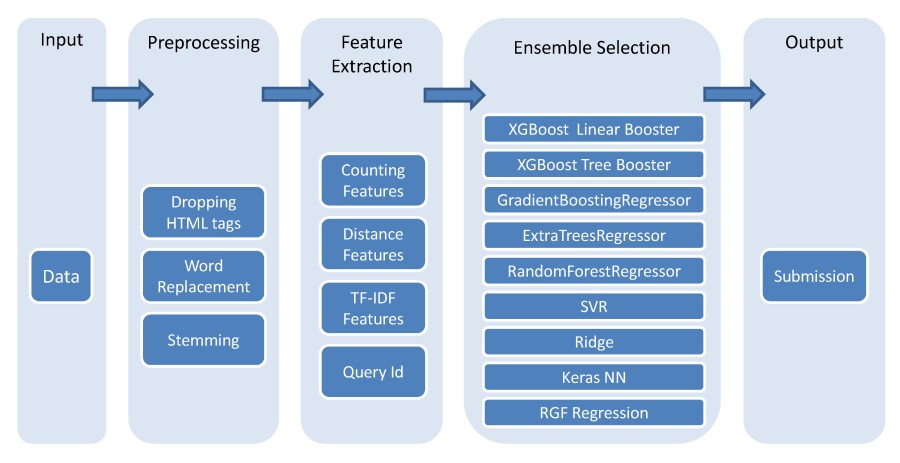 Input
Data
Preprocessing
Dropping
HTML tags
Word
Replacement
Stemming
Feature
Extraction
Counting
Features
Distance
Features
TF-IDF
Features
Query Id
Ensemble Selection
XGBoost Linear Booster
XGBoost Tree Booster
GradientBoostingRegressor
ExtraTreesRegressor
RandomForestRegressor
SVR
Ridge
Keras NN
RGF Regression
Output
Submission